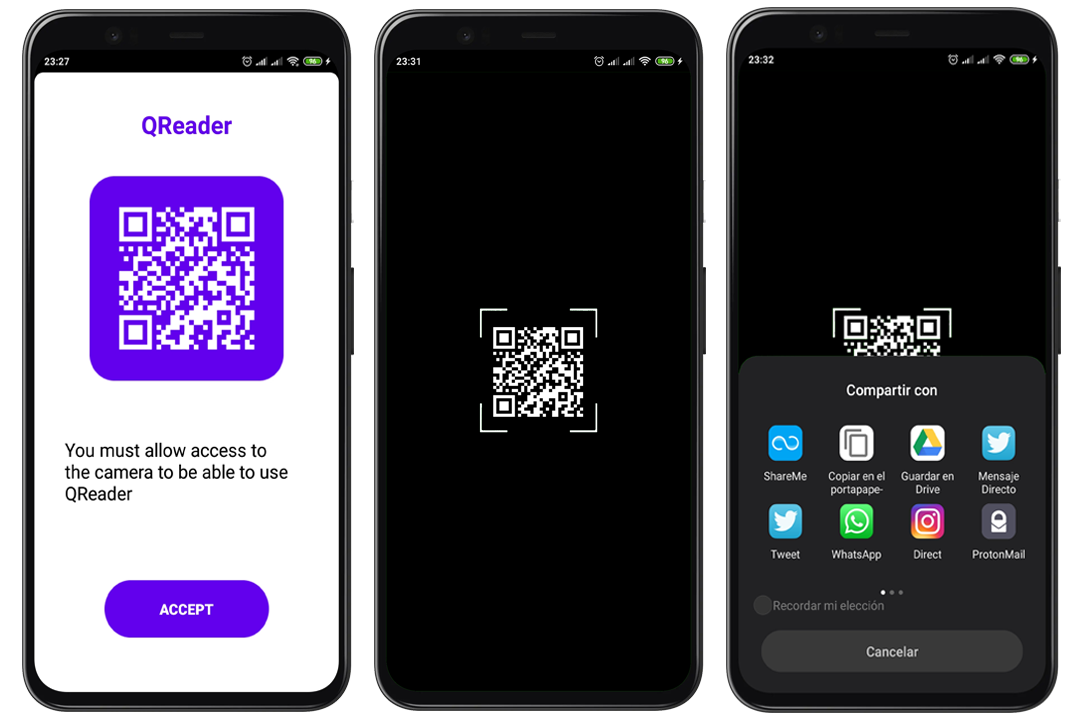 23:27
96
QReader
You must allow access to
the camera to be able to use
QReader
ACCEPT
23:31
96
23:32
96
Compartir con
ShareMe
Copiar en el
portapape-
Guardar en
Drive
Mensaje
Directo
Tweet
WhatsApp
Direct
ProtonMail
Recordar mi elección
Cancelar